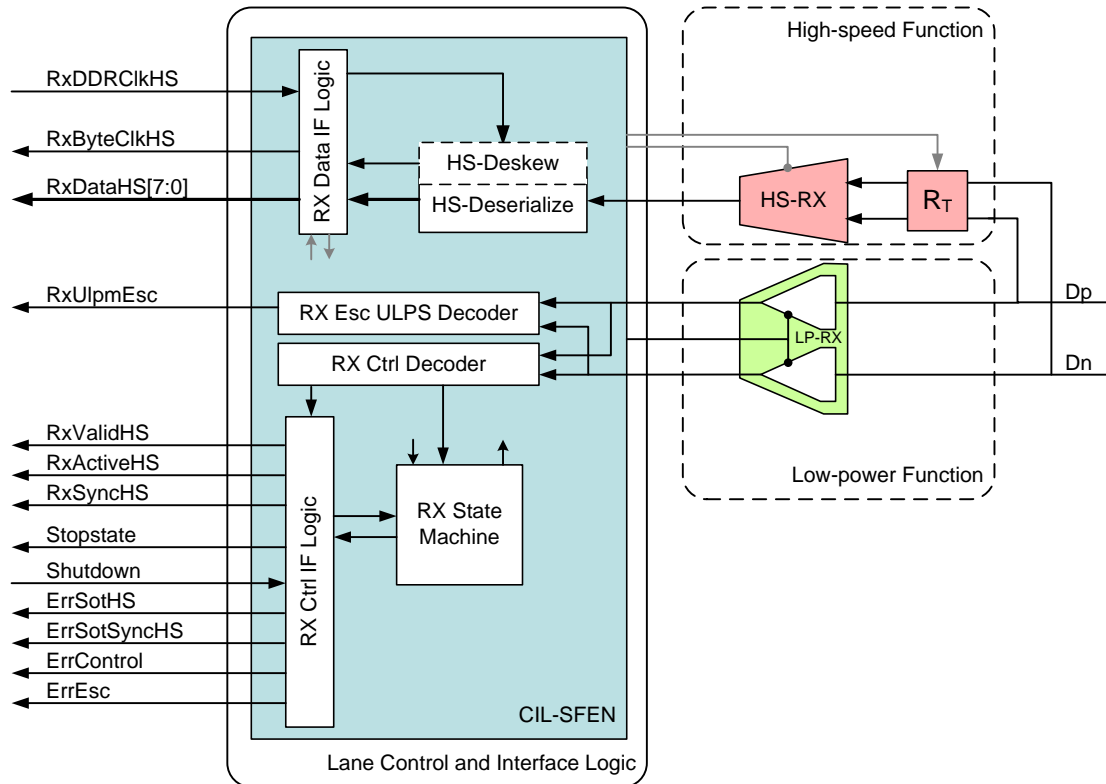 High-speed Function
RxDDRClkHS
RxByteClkHS
RxDataHS[7:0]
RX Data IF Logic
HS-Deskew
HS-Deserialize
HS-RX
RT
RxUlpmEsc
RX Esc ULPS Decoder
RX Ctrl Decoder
LP-RX
Dp
Dn
Low-power Function
RxValidHS
RxActiveHS
RxSyncHS
Stopstate
Shutdown
ErrSotHS
ErrSotSyncHS
ErrControl
ErrEsc
RX Ctrl IF Logic
RX State
Machine
CIL-SFEN
Lane Control and Interface Logic